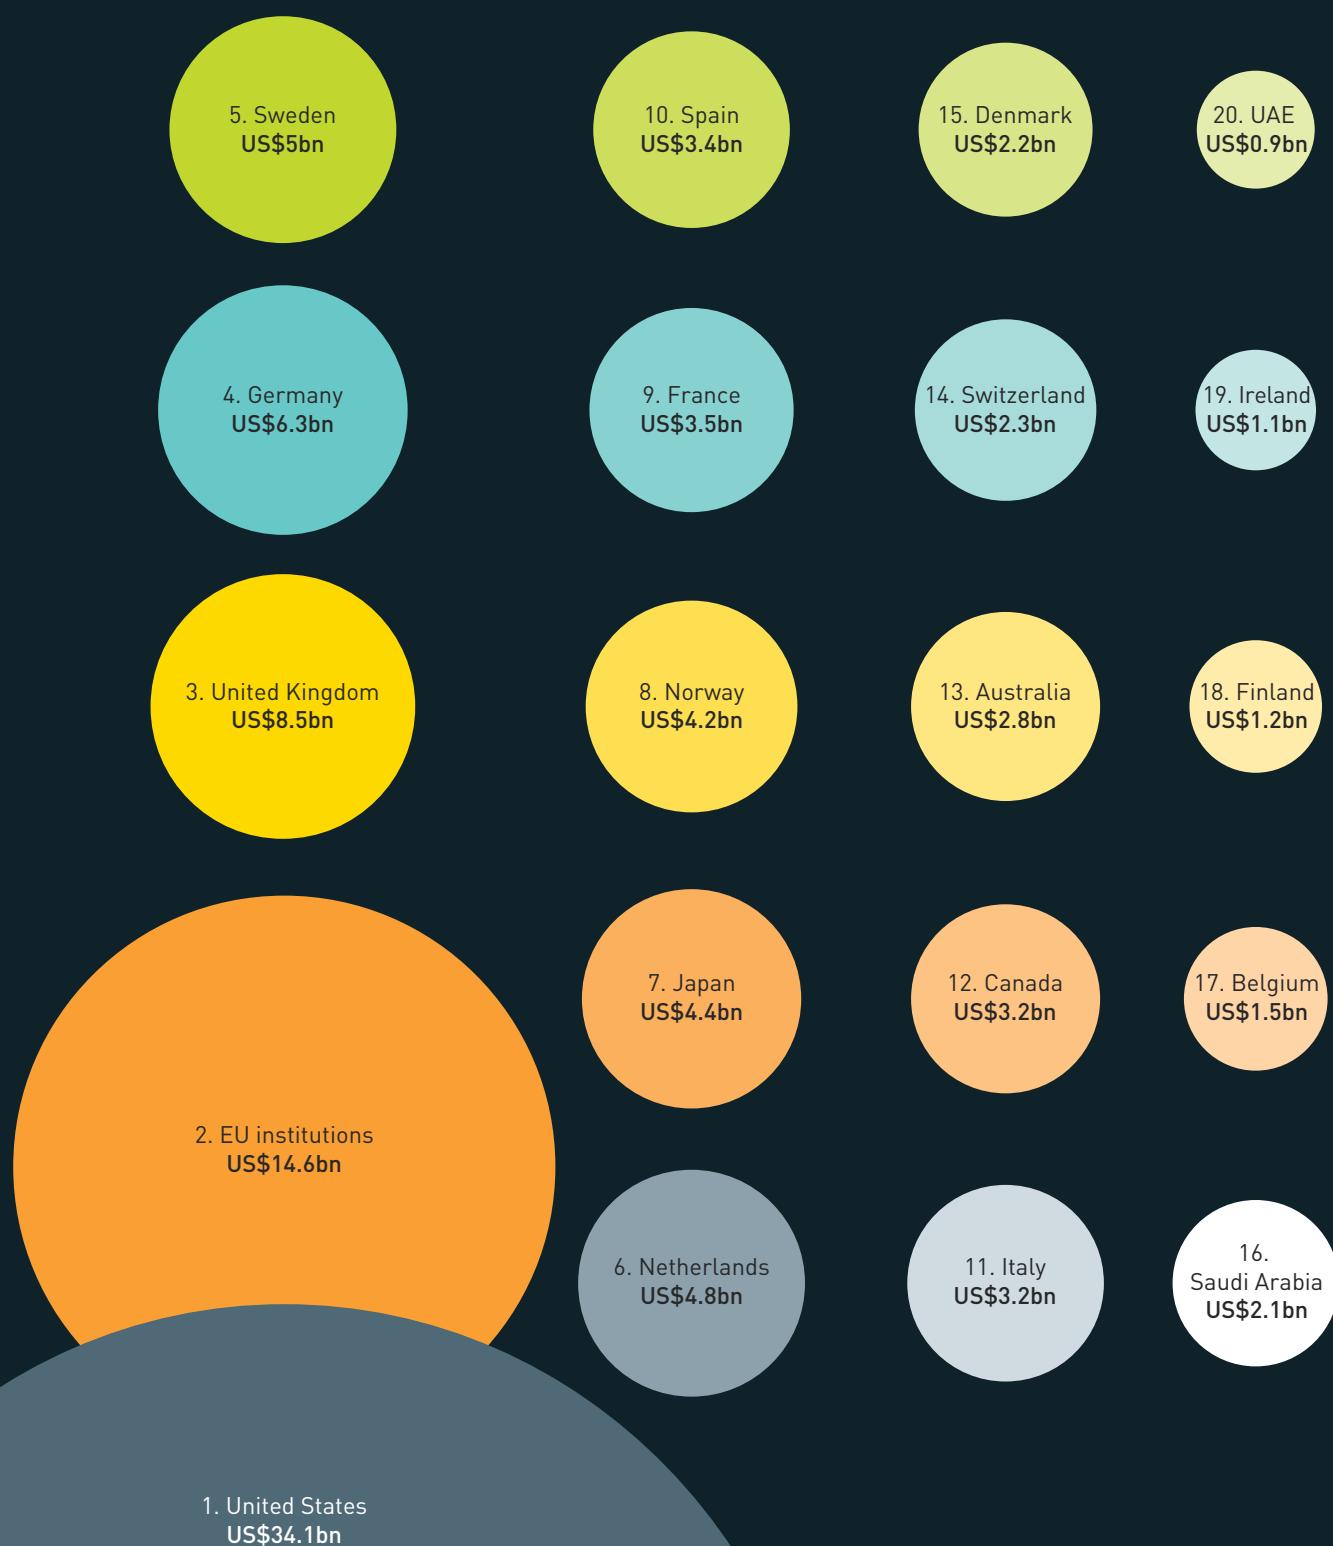 5. Sweden
US$5bn
10. Spain
US$3.4bn
15. Denmark
US$2.2bn
20. UAE
US$0.9bn
4. Germany
US$6.3bn
9. France
US$3.5bn
14. Switzerland
US$2.3bn
19. Ireland
US$1.1bn
3. United Kingdom
US$8.5bn
8. Norway
US$4.2bn
13. Australia
US$2.8bn
18. Finland
US$1.2bn
7. Japan
US$4.4bn
12. Canada
US$3.2bn
17. Belgium
US$1.5bn
2. EU institutions
US$14.6bn
6. Netherlands
US$4.8bn
11. Italy
US$3.2bn
16.
Saudi Arabia
US$2.1bn
1. United States
US$34.1bn